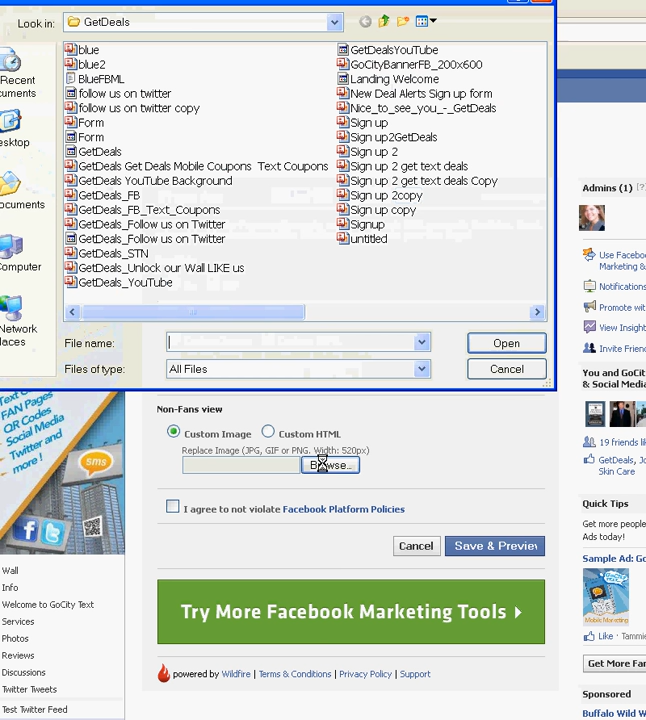 Look in:
GetDeals
Recent
cuments
esktop
ocuments
Computer
Network
laces
blue
blue2
BlueFBML
follow us on twitter
follow us on twitter copy
Form
Form
GetDeals
GetDeals Get Deals Mobile Coupons Text Coupons
GetDeals YouTube Background
GetDeals_FB
GetDeals_FB_Text_Coupons
GetDeals_Follow us on Twitter
GetDeals_Follow us on Twitter
GetDeals_STN
GetDeals_Unlock our Wall LIKE us
GetDeals_YouTube
GetDealsYouTube
GoCityBannerFB_200x600
Landing Welcome
New Deal Alerts Sign up form
Nice_to_see_you_-_GetDeals
Sign up
Sign up2GetDeals
Sign up 2
Sign up 2 get text deals
Sign up 2 get text deals Copy
Sign up 2copy
Sign up copy
Signup
untitled
File name:
Open
Files of type:
All Files
Cancel
FAN Pages
QR Codes
Social Media
Twitter and
more !
sms
Wall
Info
Welcome to GoCity Text
Services
Photos
Reviews
Discussions
Twitter Tweets
Test Twitter Feed
Non-Fans view
Custom Image
Custom HTML
Replace Image (JPG, GIF or PNG. Width: 520px)
Browse...
I agree to not violate Facebook Platform Policies
Cancel
Save & Preview
Try More Facebook Marketing Tools
powered by Wildfire | Terms & Conditions | Privacy Policy | Support
Admins (1) [?]
Use Facebo
Marketing &
Notifications
Promote wit
View Insight
Invite Frien
You and GoCit
& Social Media
19 friends li
GetDeals, J
Skin Care
Quick Tips
Get more people
Ads today!
Sample Ad: Go
Mobile Marketing
Like · Tammie
Get More Fan
Sponsored
Buffalo Wild W